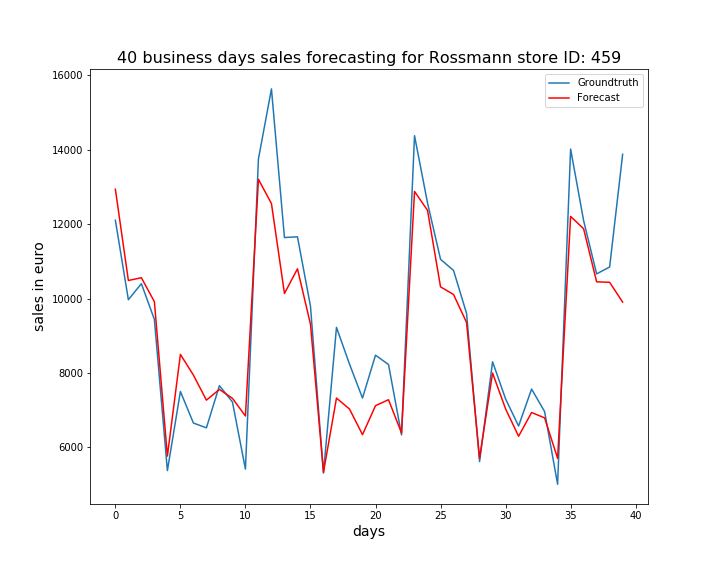 40 business days sales forecasting for Rossmann store ID: 459
Groundtruth
Forecast
16000
14000
12000
10000
8000
6000
sales in euro
0 5 10 15 20 25 30 35 40
days